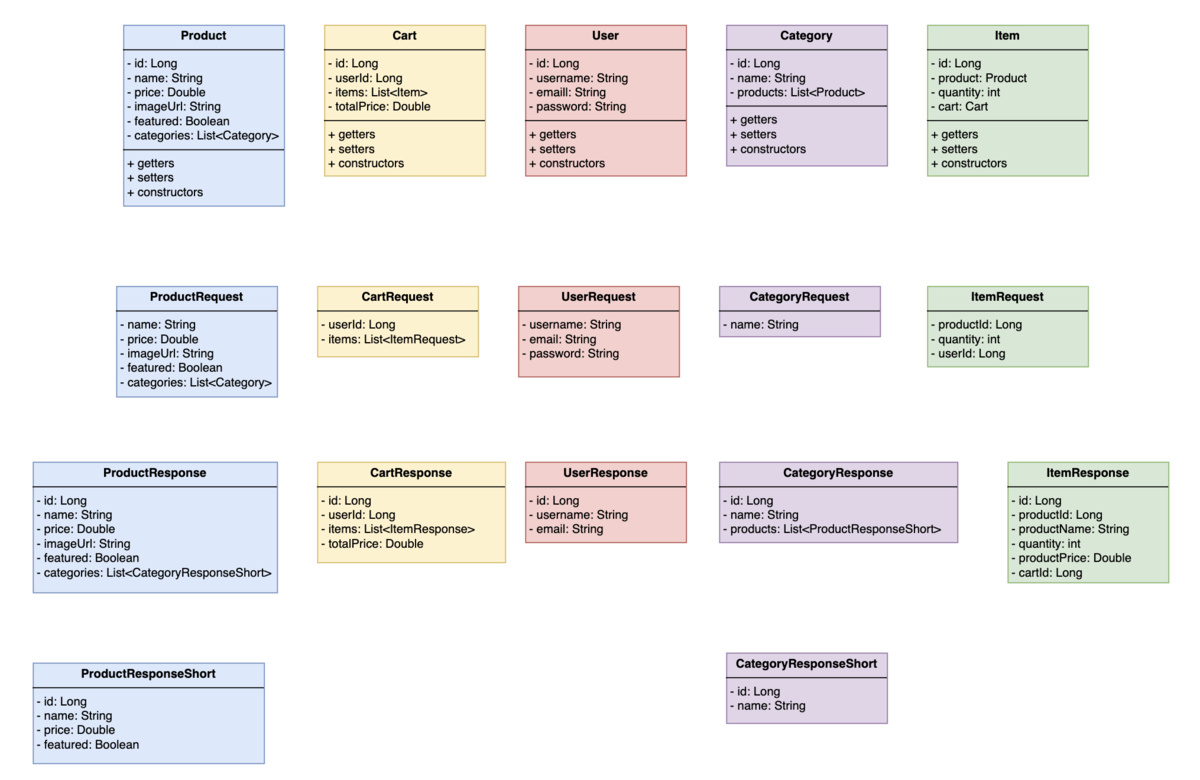 Product
- id: Long
- name: String
- price: Double
- imageUrl: String
- featured: Boolean
- categories: List<Category>
+ getters
+ setters
+ constructors
Cart
- id: Long
- userId: Long
- items: List<Item>
- totalPrice: Double
+ getters
+ setters
+ constructors
User
- id: Long
- username: String
- email: String
- password: String
+ getters
+ setters
+ constructors
Category
- id: Long
- name: String
- products: List<Product>
+ getters
+ setters
+ constructors
Item
- id: Long
- product: Product
- quantity: int
- cart: Cart
+ getters
+ setters
+ constructors
ProductRequest
- name: String
- price: Double
- imageUrl: String
- featured: Boolean
- categories: List<Category>
CartRequest
- userId: Long
- items: List<ItemRequest>
UserRequest
- username: String
- email: String
- password: String
CategoryRequest
- name: String
ItemRequest
- productId: Long
- quantity: int
- userId: Long
ProductResponse
- id: Long
- name: String
- price: Double
- imageUrl: String
- featured: Boolean
- categories: List<CategoryResponseShort>
CartResponse
- id: Long
- userId: Long
- items: List<ItemResponse>
- totalPrice: Double
UserResponse
- id: Long
- username: String
- email: String
CategoryResponse
- id: Long
- name: String
- products: List<ProductResponseShort>
ItemResponse
- id: Long
- productId: Long
- productName: String
- quantity: int
- productPrice: Double
- cartId: Long
ProductResponseShort
- id: Long
- name: String
- price: Double
- featured: Boolean
CategoryResponseShort
- id: Long
- name: String